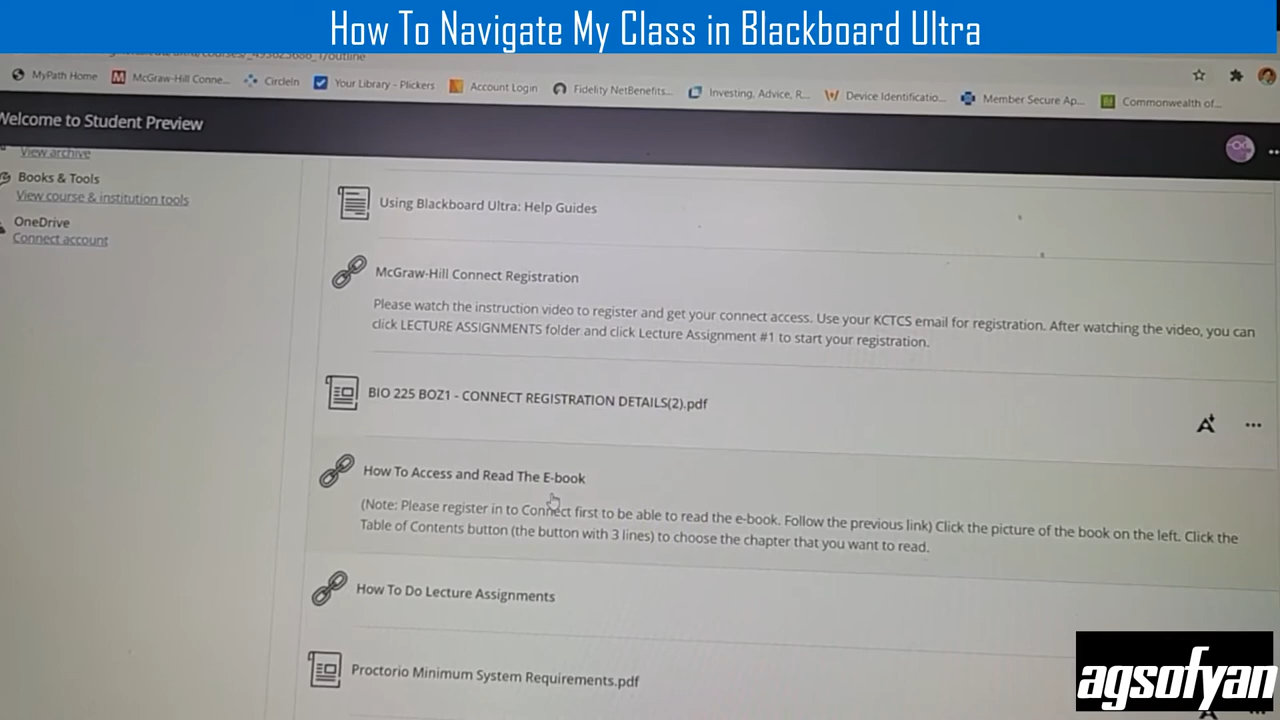 How To Navigate My Class in Blackboard Ultra
MyPath Home
McGraw-Hill Conne...
CircleIn
Your Library - Plickers
Account Login
Fidelity NetBenefits...
Investing, Advice, R...
Device Identificatio...
Member Secure Ap...
Commonwealth of...
Welcome to Student Preview
View archive
Books & Tools
View course & institution tools
OneDrive
Connect account
Using Blackboard Ultra: Help Guides
McGraw-Hill Connect Registration
Please watch the instruction video to register and get your connect access. Use your KCTCS email for registration. After watching the video, you can
click LECTURE ASSIGNMENTS folder and click Lecture Assignment #1 to start your registration.
BIO 225 BOZ1 - CONNECT REGISTRATION DETAILS(2).pdf
How To Access and Read The E-book
(Note: Please register in to Connect first to be able to read the e-book. Follow the previous link) Click the picture of the book on the left. Click the
Table of Contents button (the button with 3 lines) to choose the chapter that you want to read.
How To Do Lecture Assignments
Proctorio Minimum System Requirements.pdf
agsofyan